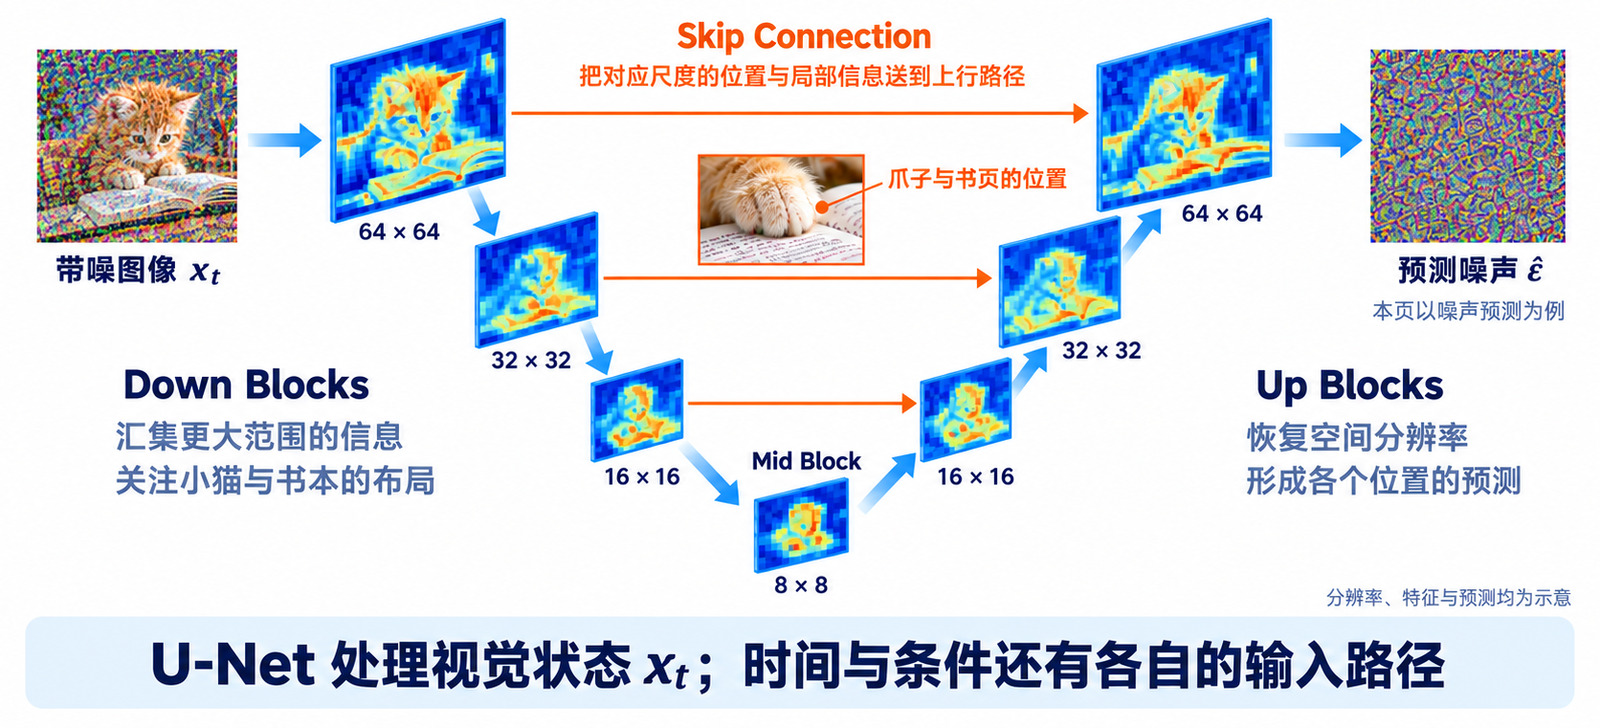 Skip Connection
把对应尺度的位置与局部信息送到上行路径
爪子与书页的位置
64 × 64
64 × 64
带噪图像 xₜ
预测噪声 ε̂
本页以噪声预测为例
32 × 32
32 × 32
Down Blocks
汇集更大范围的信息
关注小猫与书本的布局
Up Blocks
恢复空间分辨率
形成各个位置的预测
16 × 16
Mid Block
16 × 16
8 × 8
分辨率、特征与预测均为示意
U-Net 处理视觉状态 xₜ；时间与条件还有各自的输入路径